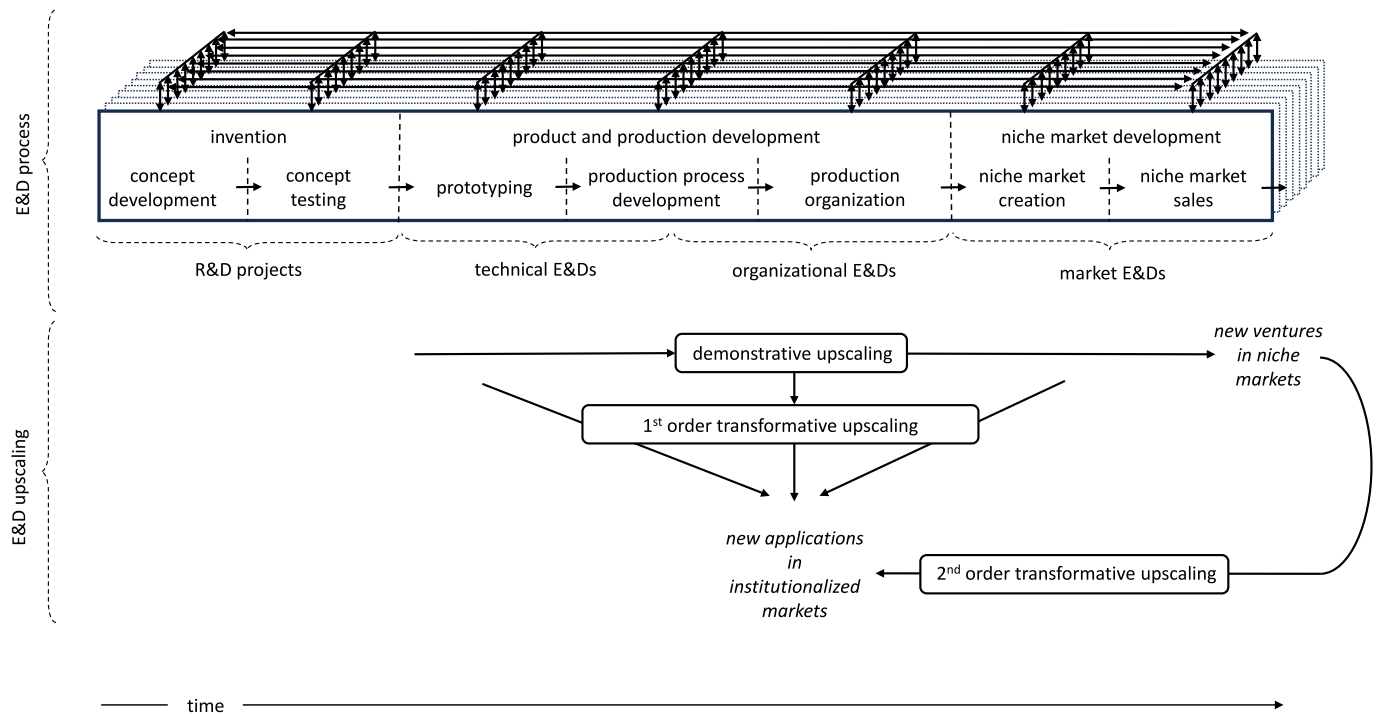 E&D process
invention
product and production development
niche market development
concept
development
concept
testing
prototyping
production process
development
production
organization
niche market
creation
niche market
sales
R&D projects
technical E&Ds
organizational E&Ds
market E&Ds
E&D upscaling
demonstrative upscaling
new ventures
in niche
markets
1st order transformative upscaling
new applications
in
institutionalized
markets
2nd order transformative upscaling
time